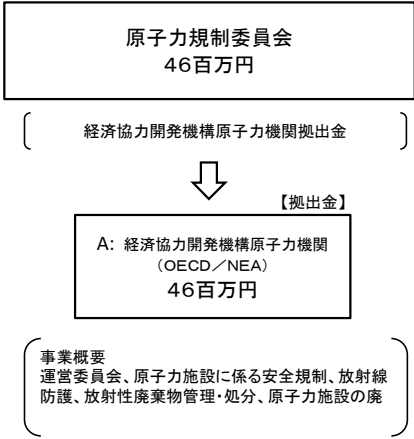 原子力規制委員会
46百万円
経済協力開発機構原子力機関拠出金
【拠出金】
A: 経済協力開発機構原子力機関
(OECD/NEA)
46百万円
事業概要
運営委員会、原子力施設に係る安全規制、放射線
防護、放射性廃棄物管理・処分、原子力施設の廃